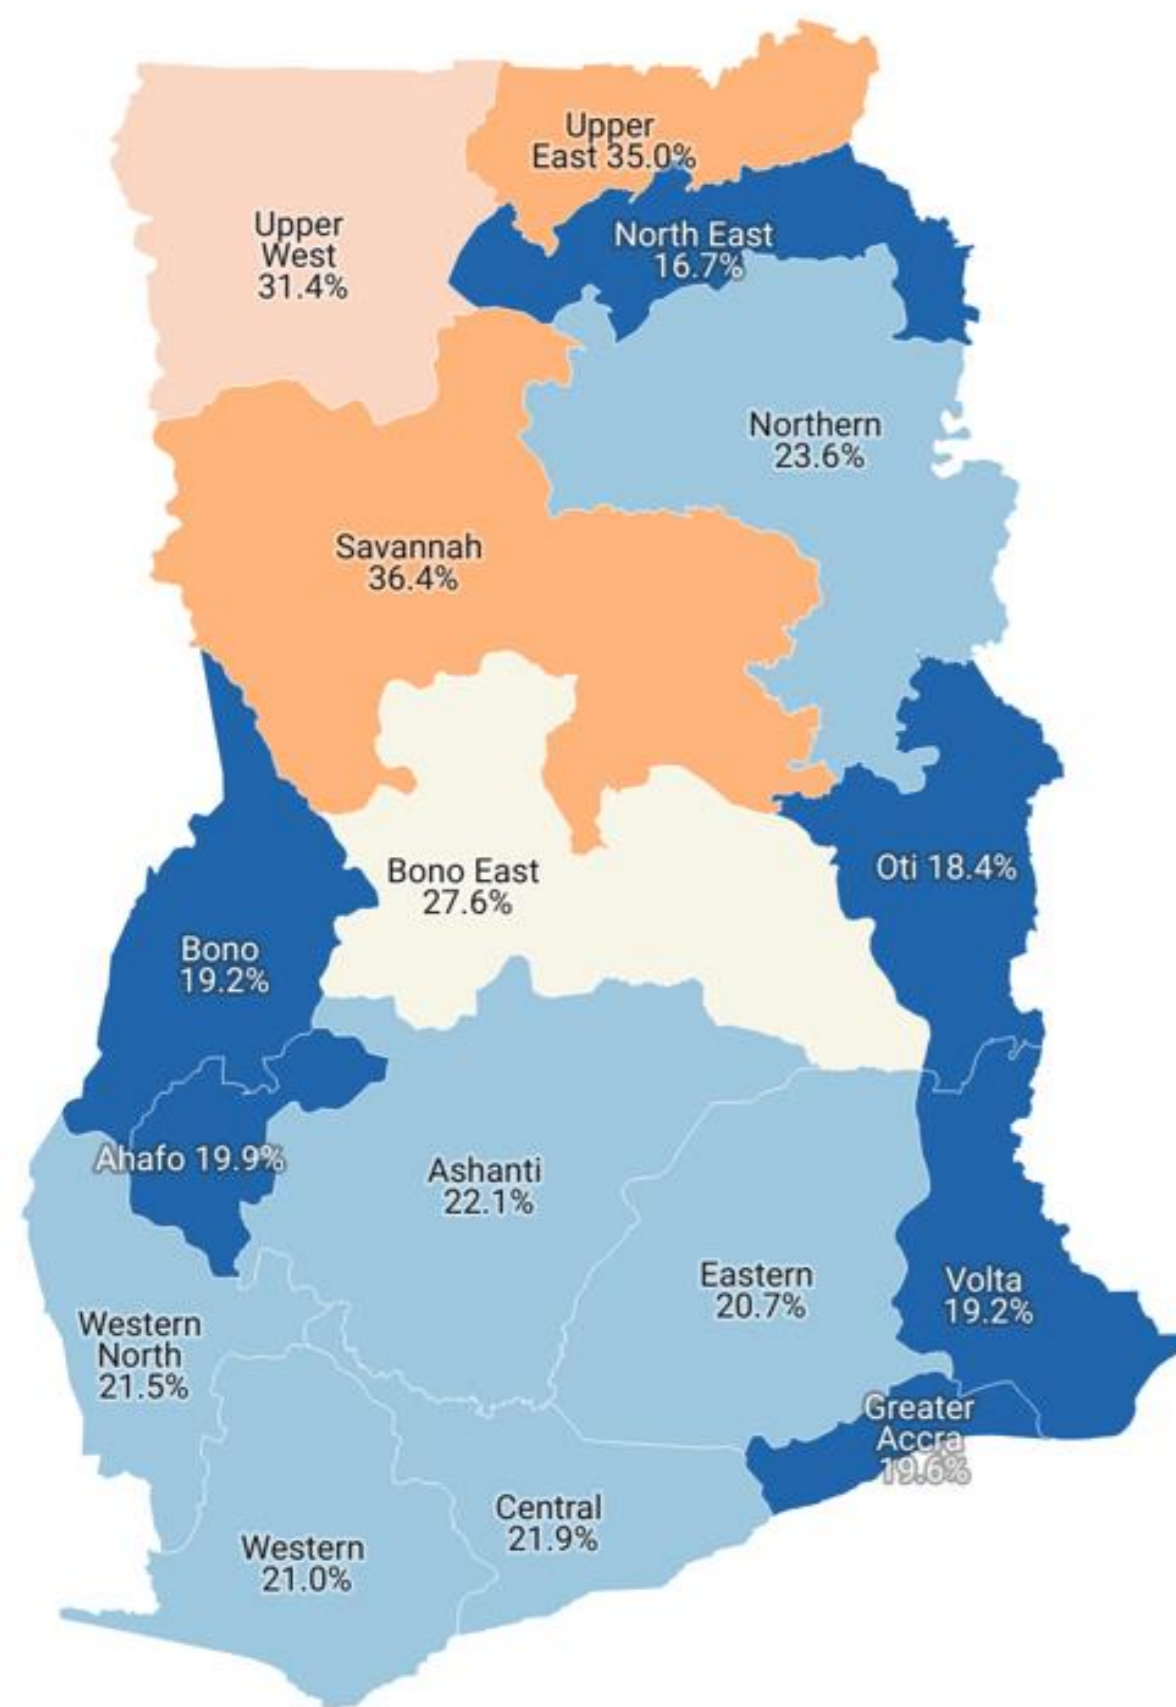 Upper
East 35.0%
Upper
West
31.4%
North East
16.7%
Northern
23.6%
Savannah
36.4%
Bono East
27.6%
Oti 18.4%
Bono
19.2%
Ahafo 19.9%
Ashanti
22.1%
Eastern
20.7%
Volta
19.2%
Western
North
21.5%
Greater
Accra
19.6%
Central
21.9%
Western
21.0%